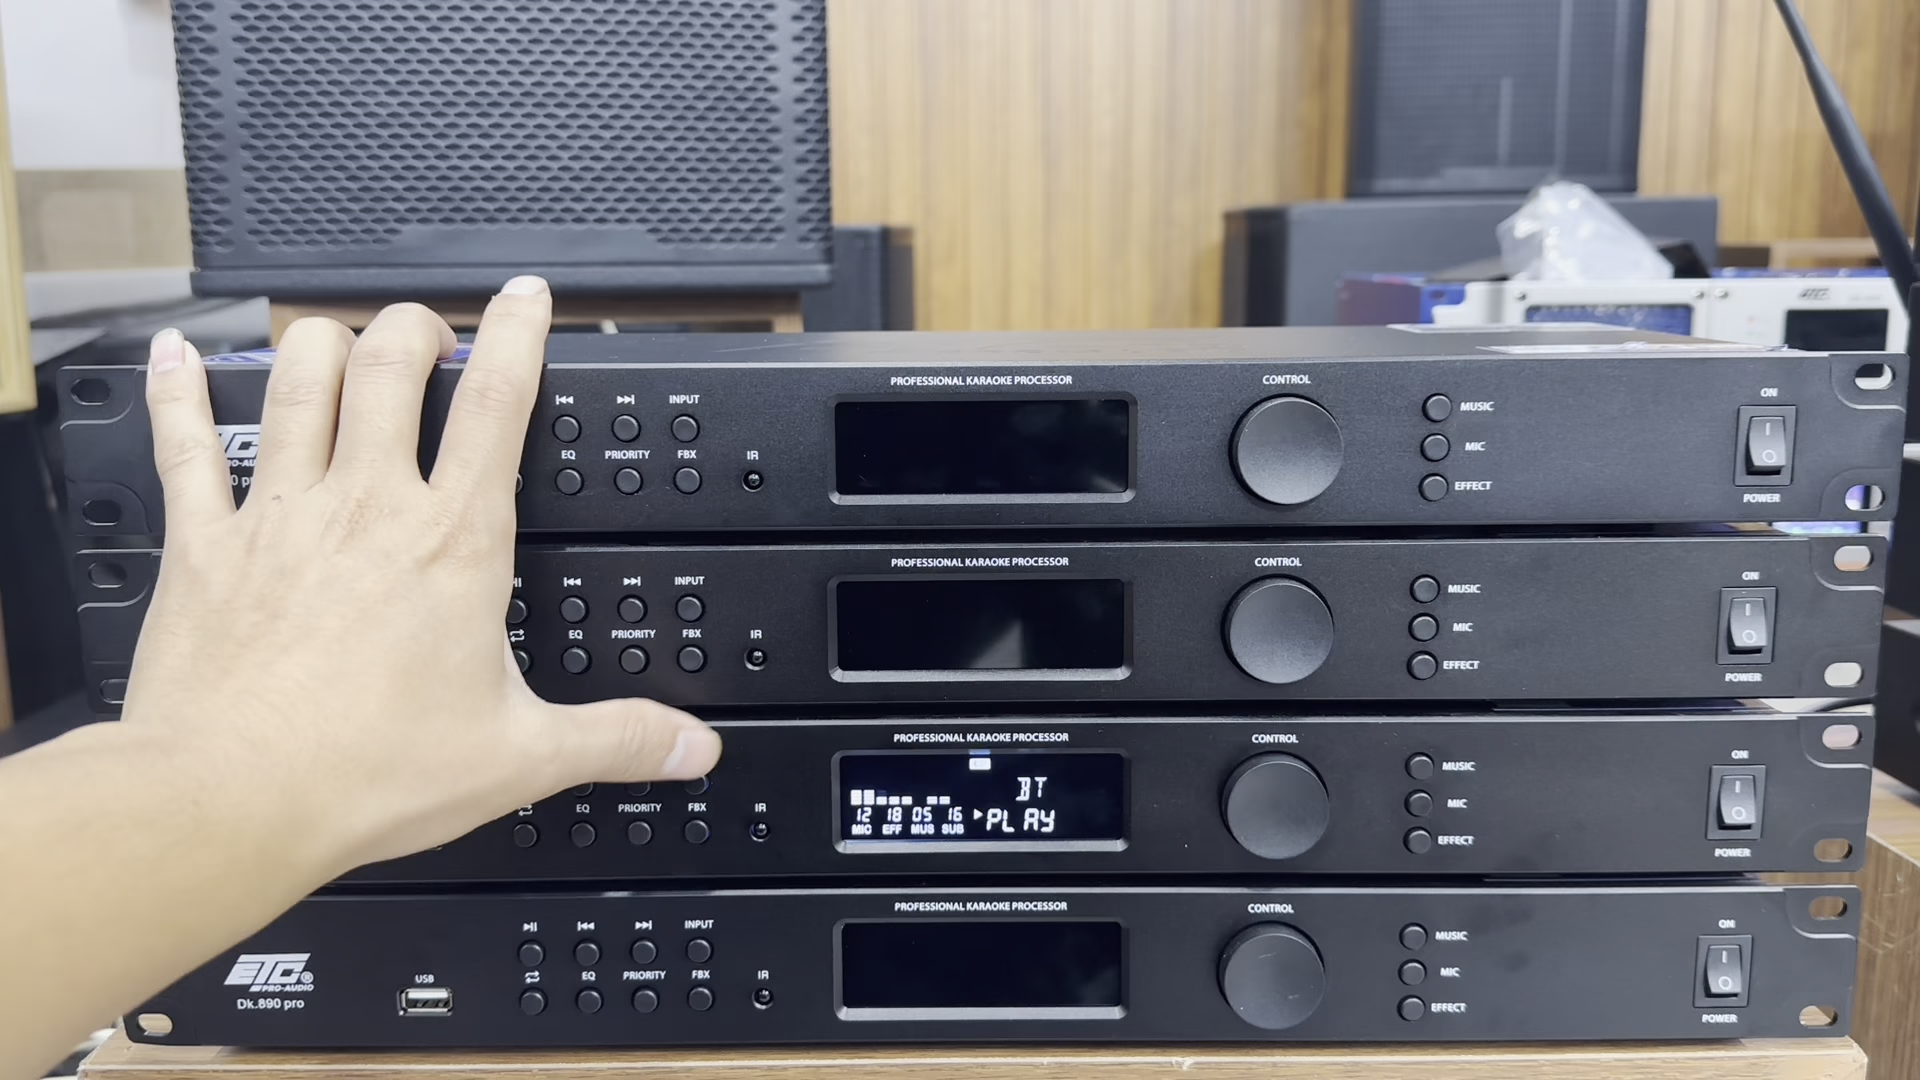 PROFESSIONAL KARAOKE PROCESSOR
CONTROL
INPUT
MUSIC
ON
MIC
EQ PRIORITY FBX
IR
EFFECT
POWER
PROFESSIONAL KARAOKE PROCESSOR
CONTROL
ON
INPUT
MUSIC
MIC
EQ PRIORITY FBX
IR
EFFECT
POWER
PROFESSIONAL KARAOKE PROCESSOR
CONTROL
ON
MUSIC
BT
MIC
EQ PRIORITY FBX
IR
12 18 05 16 PLAY
MIC EFF MUS SUB
EFFECT
POWER
PROFESSIONAL KARAOKE PROCESSOR
CONTROL
INPUT
ON
MUSIC
ETC®
PRO-AUDIO
Dk.890 pro
USB
EQ PRIORITY FBX
IR
MIC
EFFECT
POWER